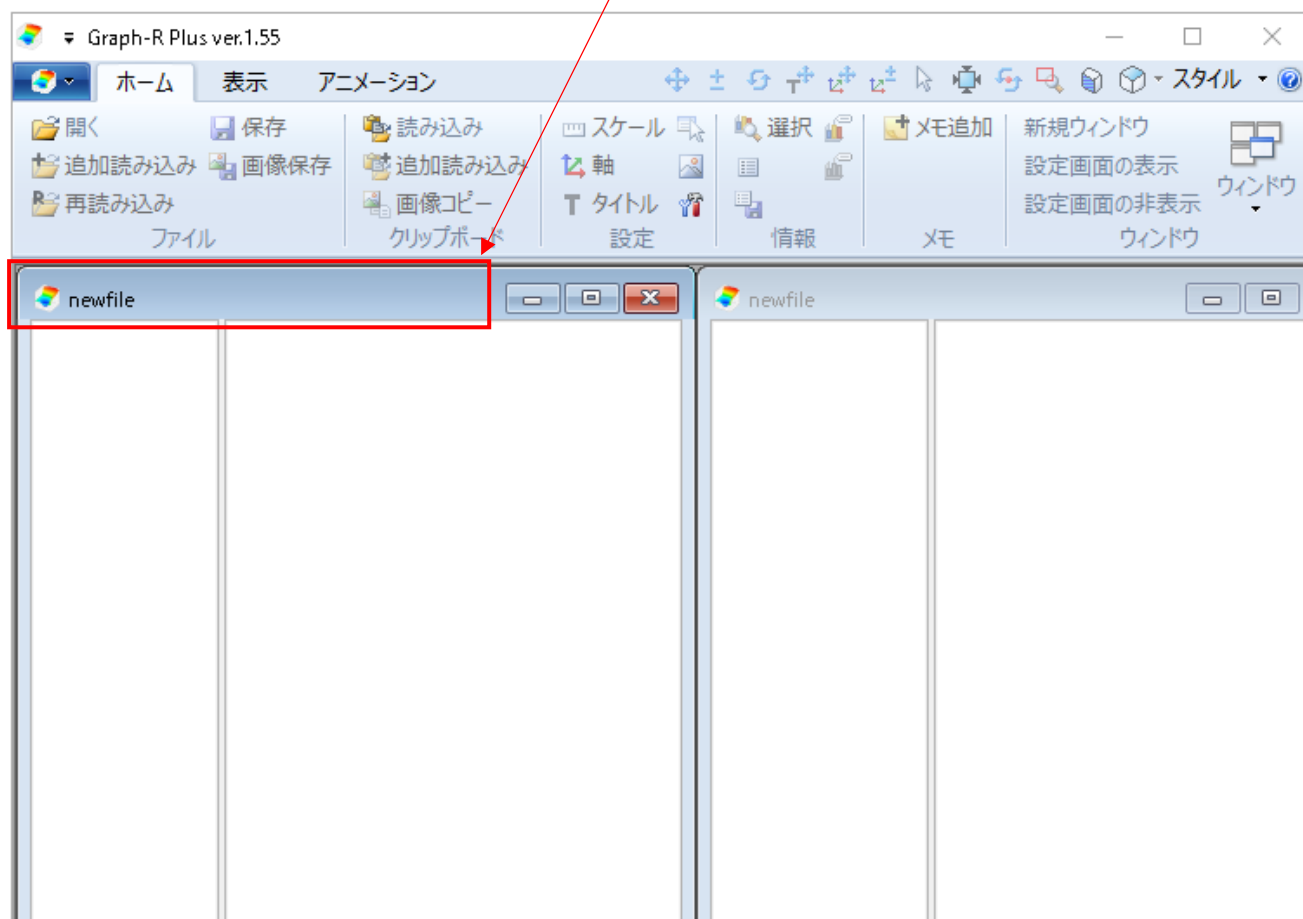 Graph-R Plus ver.1.55
ホーム 表示 アニメーション スタイル
開く 保存 読み込み スケール 選択 メモ追加 新規ウィンドウ
追加読み込み 画像保存 追加読み込み 軸 設定画面の表示
再読み込み 画像コピー タイトル 設定画面の非表示
ウィンドウ
ファイル クリップボード 設定 情報 メモ ウィンドウ
newfile newfile